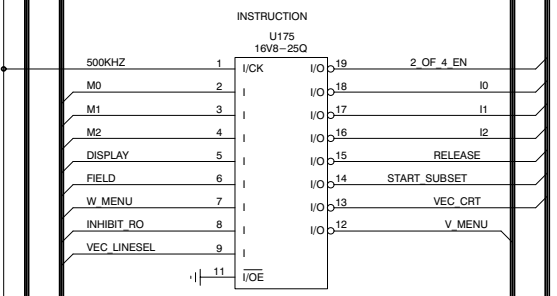 INSTRUCTION
U175
16V8-25Q
500KHZ 1 I/CK I/O 19 2_OF_4_EN
M0 2 I I/O 18 I0
M1 3 I I/O 17 I1
M2 4 I I/O 16 I2
DISPLAY 5 I I/O 15 RELEASE
FIELD 6 I I/O 14 START_SUBSET
W_MENU 7 I I/O 13 VEC_CRT
INHIBIT_RO 8 I I/O 12 V_MENU
VEC_LINESEL 9 I
11 I/OE